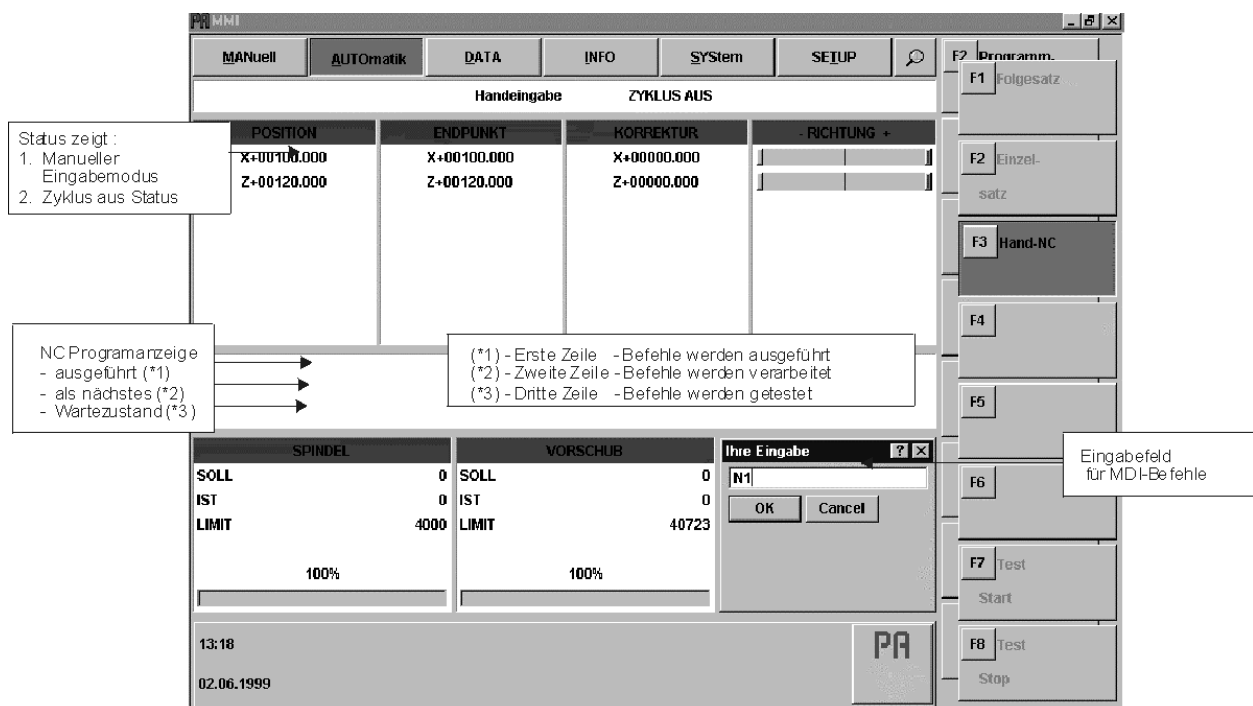 PA MMI
MANuell AUTOmatik DATA INFO SYStem SETUP
F2 Programm.
Handeingabe ZYKLUS AUS
POSITION ENDPUNKT KORREKTUR - RICHTUNG +
X+00100.000 X+00100.000 X+00000.000
Z+00120.000 Z+00120.000 Z+00000.000
Status zeigt :
1. Manueller
Eingabemodus
2. Zyklus aus Status
NC Programanzeige
- ausgeführt (*1)
- als nächstes (*2)
- Wartezustand (*3)
(*1) - Erste Zeile - Befehle werden ausgeführt
(*2) - Zweite Zeile - Befehle werden verarbeitet
(*3) - Dritte Zeile - Befehle werden getestet
SPINDEL
SOLL 0
IST 0
LIMIT 4000
100%
VORSCHUB
SOLL 0
IST 0
LIMIT 40723
100%
Ihre Eingabe ?
N1
OK Cancel
Eingabefeld
für MDI-Befehle
F1 Folgesatz
F2 Einzel-
satz
F3 Hand-NC
F4
F5
F6
F7 Test
Start
F8 Test
Stop
13:18
02.06.1999
PA